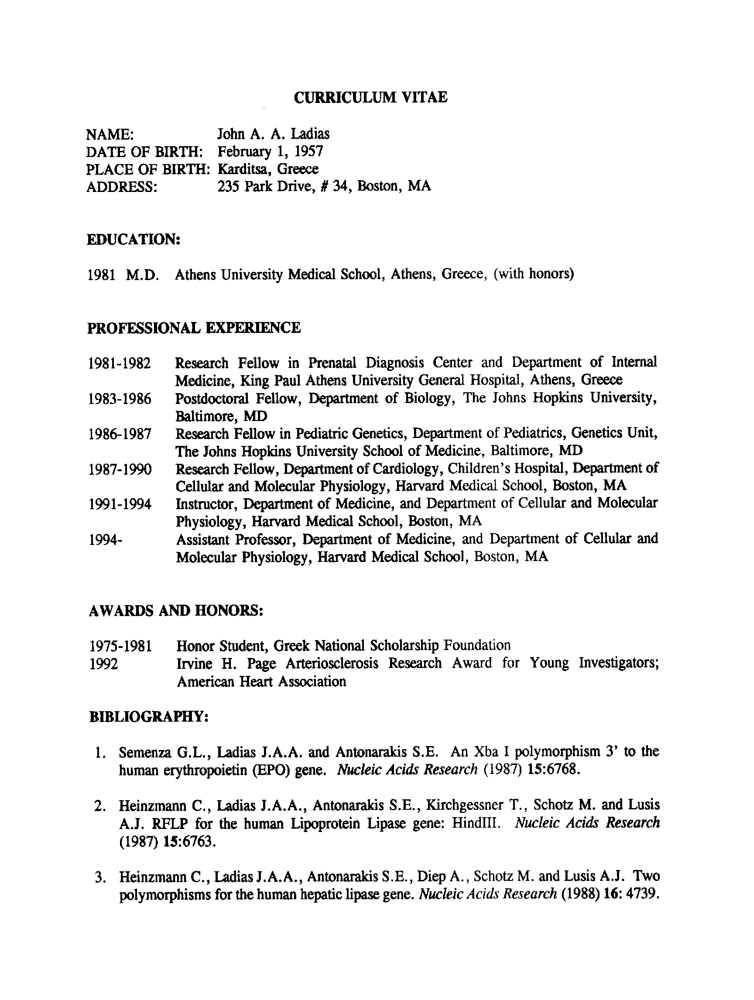 CURRICULUM VITAE
NAME: John A. A. Ladias
DATE OF BIRTH: February 1, 1957
PLACE OF BIRTH: Karditsa, Greece
ADDRESS: 235 Park Drive, # 34, Boston, MA
EDUCATION:
1981 M.D. Athens University Medical School, Athens, Greece, (with honors)
PROFESSIONAL EXPERIENCE
1981-1982 Research Fellow in Prenatal Diagnosis Center and Department of Internal
Medicine, King Paul Athens University General Hospital, Athens, Greece
1983-1986 Postdoctoral Fellow, Department of Biology, The Johns Hopkins University,
Baltimore, MD
1986-1987 Research Fellow in Pediatric Genetics, Department of Pediatrics, Genetics Unit,
The Johns Hopkins University School of Medicine, Baltimore, MD
1987-1990 Research Fellow, Department of Cardiology, Children's Hospital, Department of
Cellular and Molecular Physiology, Harvard Medical School, Boston, MA
1991-1994 Instructor, Department of Medicine, and Department of Cellular and Molecular
Physiology, Harvard Medical School, Boston, MA
1994- Assistant Professor, Department of Medicine, and Department of Cellular and
Molecular Physiology, Harvard Medical School, Boston, MA
AWARDS AND HONORS:
1975-1981 Honor Student, Greek National Scholarship Foundation
1992 Irvine H. Page Arteriosclerosis Research Award for Young Investigators;
American Heart Association
BIBLIOGRAPHY:
1. Semenza G.L., Ladias J.A.A. and Antonarakis S.E. An Xba I polymorphism 3' to the
human erythropoietin (EPO) gene. Nucleic Acids Research (1987) 15:6768.
2. Heinzmann C., Ladias J.A.A., Antonarakis S.E., Kirchgessner T., Schotz M. and Lusis
A.J. RFLP for the human Lipoprotein Lipase gene: HindIII. Nucleic Acids Research
(1987) 15:6763.
3. Heinzmann C., Ladias J.A.A., Antonarakis S.E., Diep A., Schotz M. and Lusis A.J. Two
polymorphisms for the human hepatic lipase gene. Nucleic Acids Research (1988) 16: 4739.